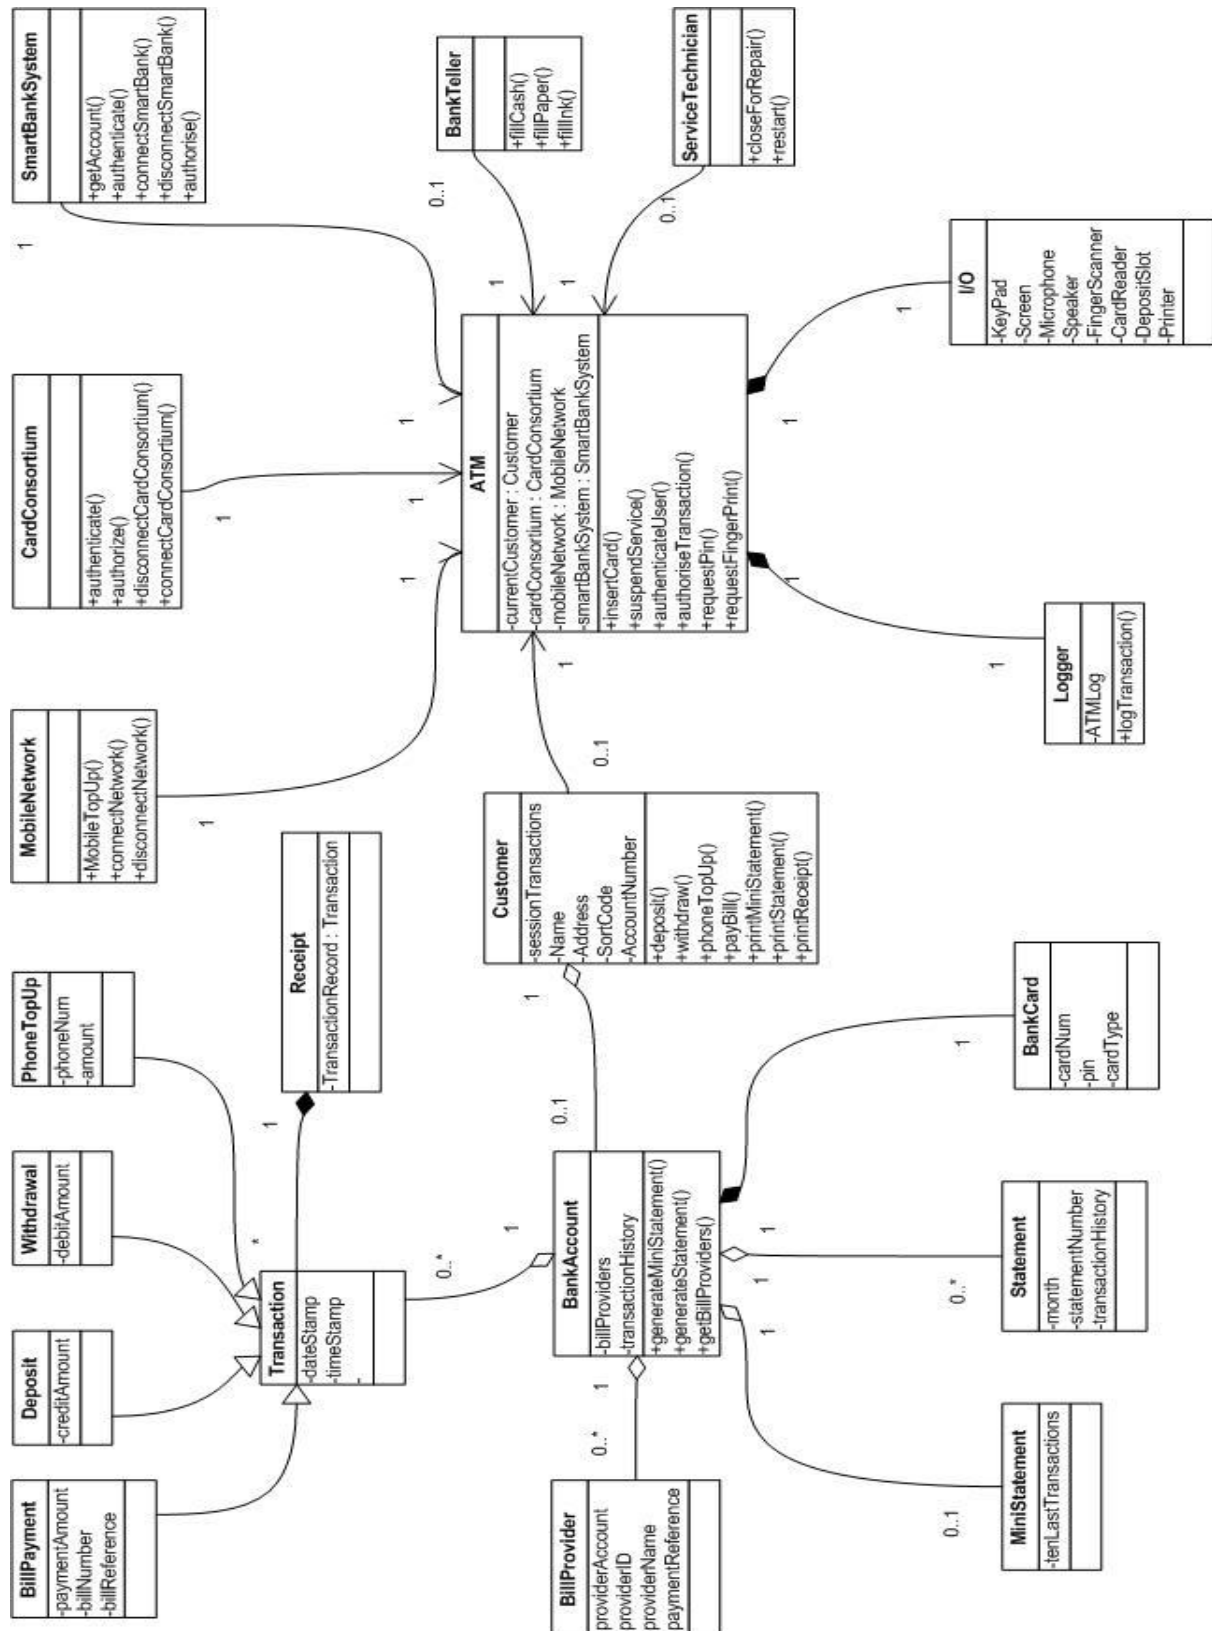 BillPayment
-paymentAmount
-billNumber
-billReference
Deposit
-creditAmount
Withdrawal
-debitAmount
PhoneTopUp
-phoneNum
-amount
MobileNetwork
+MobileTopUp()
+connectNetwork()
+disconnectNetwork()
CardConsortium
+authenticate()
+authorize()
+disconnectCardConsortium()
+connectCardConsortium()
SmartBankSystem
+getAccount()
+authenticate()
+connectSmartBank()
+disconnectSmartBank()
+authorise()
1
1
1
*
1
Receipt
-TransactionRecord : Transaction
Transaction
-dateStamp
-timeStamp
-
1
1
1
BankTeller
+fillCash()
+fillPaper()
+fillInk()
0..1
1
0..*
1
ATM
-currentCustomer : Customer
-cardConsortium : CardConsortium
-mobileNetwork : MobileNetwork
-smartBankSystem : SmartBankSystem
+insertCard()
+suspendService()
+authenticateUser()
+authoriseTransaction()
+requestPin()
+requestFingerPrint()
Customer
-sessionTransactions
-Name
-Address
-SortCode
-AccountNumber
+deposit()
+withdraw()
+phoneTopUp()
+payBill()
+printMiniStatement()
+printStatement()
+printReceipt()
0..1
1
1
0..1
1
0..1
ServiceTechnician
+closeForRepair()
+restart()
BillProvider
providerAccount
providerID
providerName
paymentReference
0..*
1
BankAccount
-billProviders
-transactionHistory
+generateMiniStatement()
+generateStatement()
+getBillProviders()
1
1
1
1
1
0..1
0..*
1
1
1
MiniStatement
-tenLastTransactions
Statement
-month
-statementNumber
-transactionHistory
BankCard
-cardNum
-pin
-cardType
Logger
-ATMLog
+logTransaction()
I/O
-KeyPad
-Screen
-Microphone
-Speaker
-FingerScanner
-CardReader
-DepositSlot
-Printer